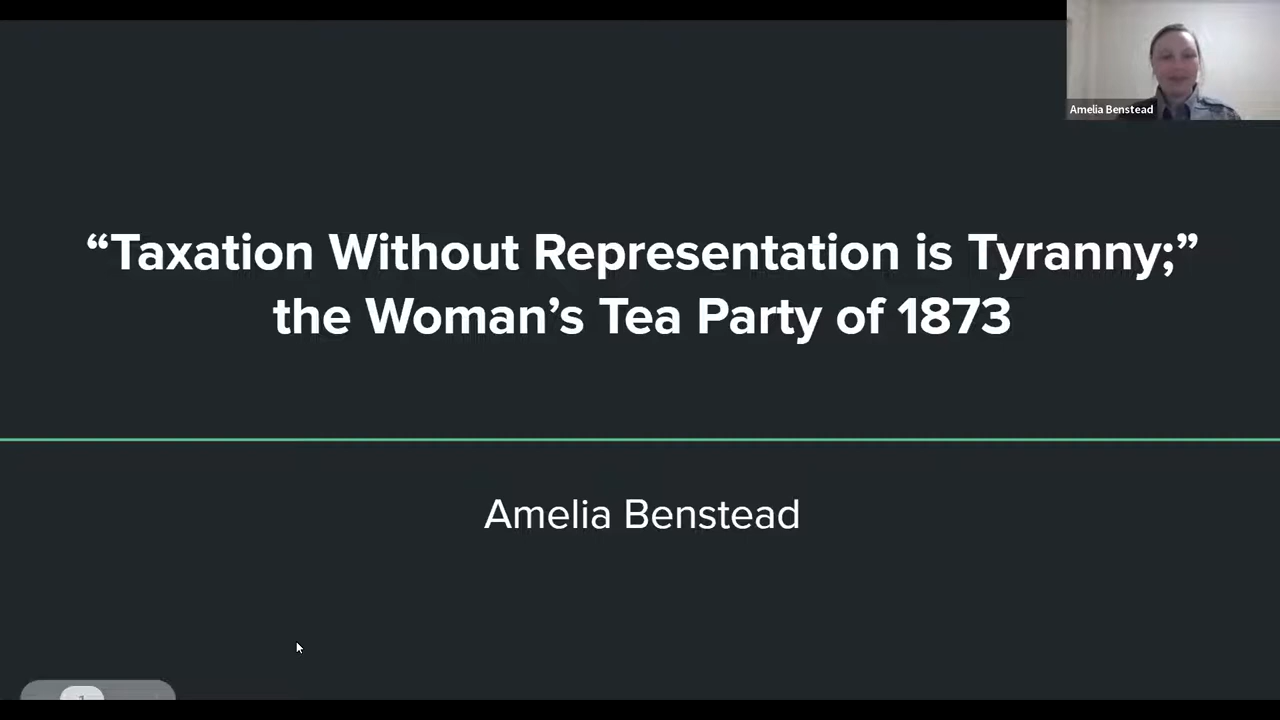 Amelia Benstead
“Taxation Without Representation is Tyranny;”
the Woman’s Tea Party of 1873
Amelia Benstead